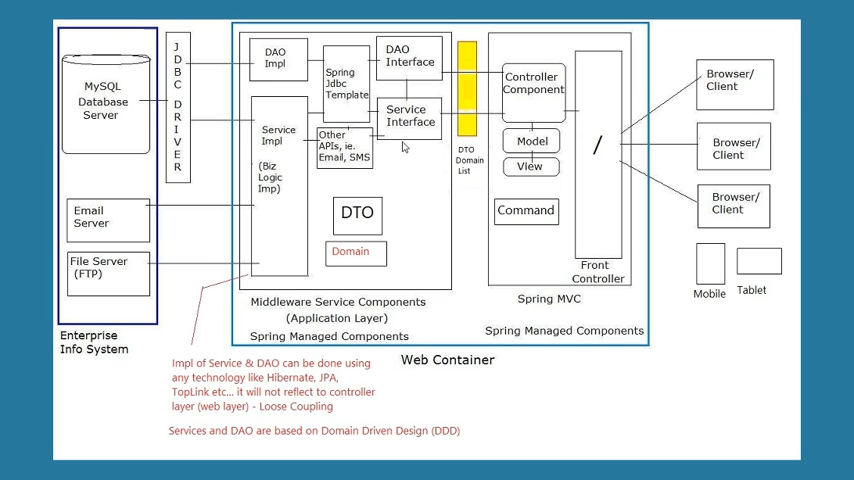 MySQL
Database
Server
Email
Server
File Server
(FTP)
Enterprise
Info System
J
D
B
C
D
R
I
V
E
R
DAO
Impl
Spring
Jdbc
Template
DAO
Interface
Service
Interface
Service
Impl
(Biz
Logic
Imp)
Other
APIs, ie.
Email, SMS
DTO
Domain
Middleware Service Components
(Application Layer)
Spring Managed Components
DTO
Domain
List
Controller
Component
Model
View
Command
/
Front
Controller
Spring MVC
Spring Managed Components
Web Container
Browser/
Client
Browser/
Client
Browser/
Client
Mobile
Tablet
Impl of Service & DAO can be done using
any technology like Hibernate, JPA,
TopLink etc... it will not reflect to controller
layer (web layer) - Loose Coupling
Services and DAO are based on Domain Driven Design (DDD)